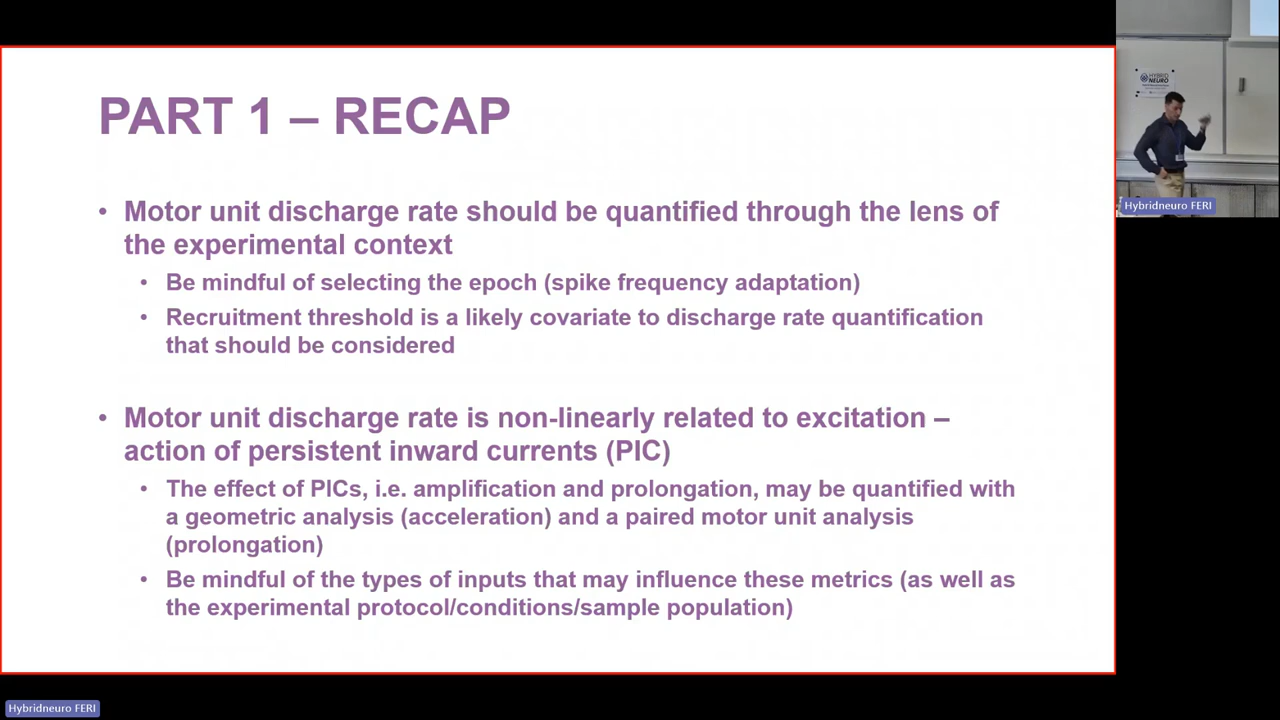 PART 1 – RECAP
• Motor unit discharge rate should be quantified through the lens of
the experimental context
• Be mindful of selecting the epoch (spike frequency adaptation)
• Recruitment threshold is a likely covariate to discharge rate quantification
that should be considered
• Motor unit discharge rate is non-linearly related to excitation –
action of persistent inward currents (PIC)
• The effect of PICs, i.e. amplification and prolongation, may be quantified with
a geometric analysis (acceleration) and a paired motor unit analysis
(prolongation)
• Be mindful of the types of inputs that may influence these metrics (as well as
the experimental protocol/conditions/sample population)
HYBRID
NEURO
Hybridneuro FERI
Hybridneuro FERI